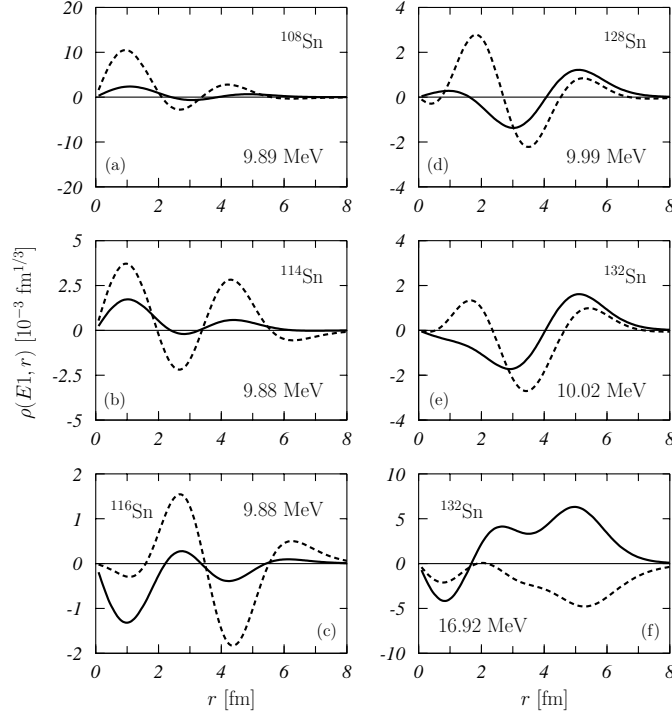 20
10
0
-10
-20
¹⁰⁸Sn
(a)
9.89 MeV
0 2 4 6 8
4
2
0
-2
-4
¹²⁸Sn
(d)
9.99 MeV
0 2 4 6 8
ρ(E1, r) [10⁻³ fm^{1/3}]
5
2.5
0
-2.5
-5
¹¹⁴Sn
(b)
9.88 MeV
0 2 4 6 8
4
2
0
-2
-4
¹³²Sn
(e)
10.02 MeV
0 2 4 6 8
2
1
0
-1
-2
¹¹⁶Sn
9.88 MeV
(c)
0 2 4 6 8
r [fm]
10
5
0
-5
-10
¹³²Sn
16.92 MeV
(f)
0 2 4 6 8
r [fm]